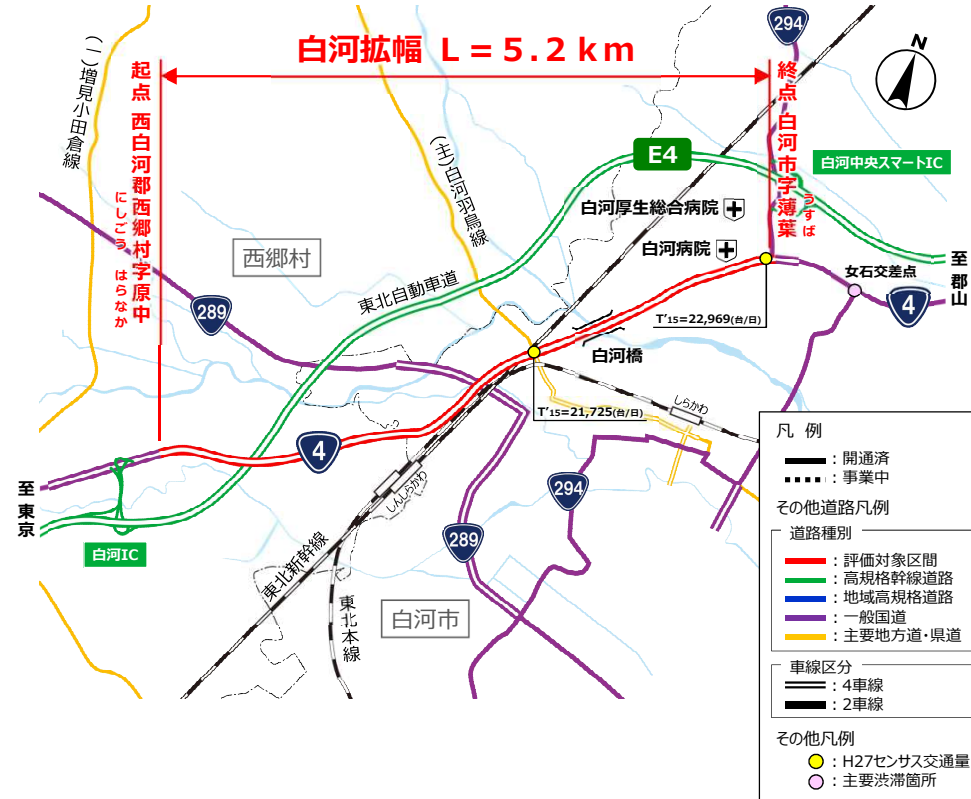 白河拡幅 L=5.2km
294
N
(一)増見小田倉線
起点 西白河郡西郷村字原中
にしごう はらなか
終点 白河市字薄葉
うすば
(主)白河羽鳥線
E4
白河中央スマートIC
白河厚生総合病院
白河病院
西郷村
至郡山
女石交差点
東北自動車道
289
4
T'15=22,969(台/日)
白河橋
しらかわ
T'15=21,725(台/日)
4
至東京
しんしらかわ
294
白河IC
289
東北新幹線
東北本線
白河市
凡 例
:開通済
:事業中
その他道路凡例
道路種別
:評価対象区間
:高規格幹線道路
:地域高規格道路
:一般国道
:主要地方道・県道
車線区分
:4車線
:2車線
その他凡例
:H27センサス交通量
:主要渋滞箇所